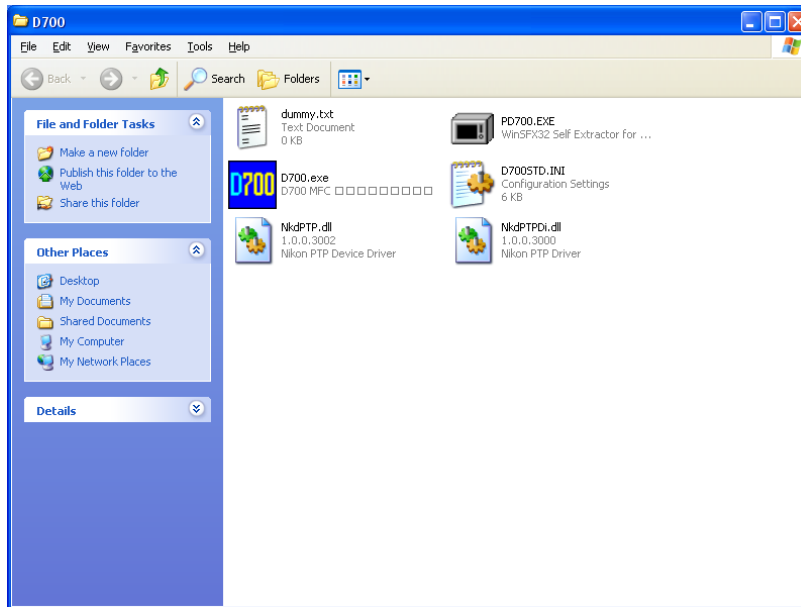 D700
File Edit View Favorites Tools Help
Back Search Folders
File and Folder Tasks
Make a new folder
Publish this folder to the
Web
Share this folder
Other Places
Desktop
My Documents
Shared Documents
My Computer
My Network Places
Details
dummy.txt
Text Document
0 KB
PD700.EXE
WinSFX32 Self Extractor for ...
D700
D700.exe
D700 MFC □□□□□□□□□
D700STD.INI
Configuration Settings
6 KB
NkdPTP.dll
1.0.0.3002
Nikon PTP Device Driver
NkdPTPDi.dll
1.0.0.3000
Nikon PTP Driver